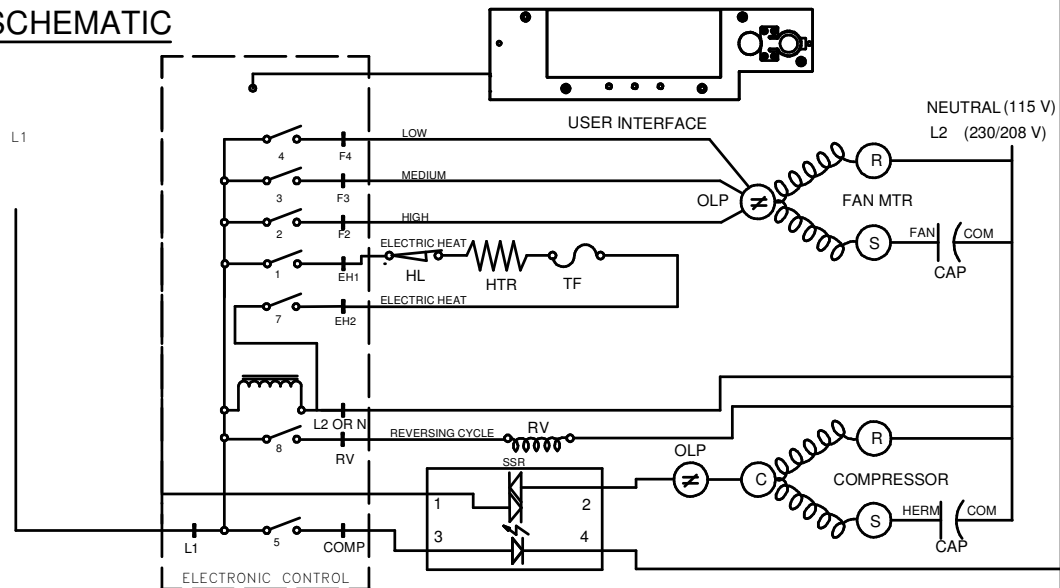 SCHEMATIC
L1
USER INTERFACE
NEUTRAL (115 V)
L2 (230/208 V)
4
F4
LOW
3
F3
MEDIUM
OLP
≠
R
FAN MTR
2
F2
HIGH
S
FAN
COM
CAP
1
EH1
ELECTRIC HEAT
HL
HTR
TF
7
EH2
ELECTRIC HEAT
L2 OR N
8
RV
REVERSING CYCLE
RV
OLP
≠
C
R
COMPRESSOR
S
HERM
COM
CAP
SSR
1
2
3
4
L1
5
COMP
ELECTRONIC CONTROL